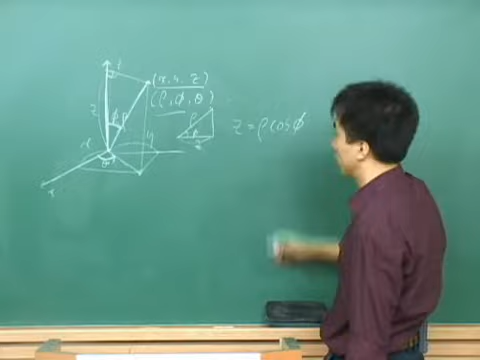 (x, y, z)
(ρ, φ, θ)
z = ρ cos φ
z
φ
ρ
y
θ
x
ρ
φ
z